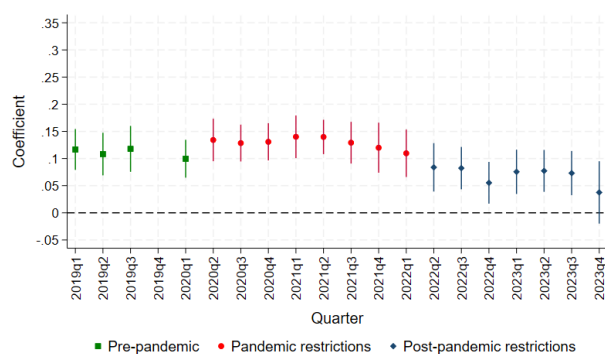 .35
.3
.25
.2
.15
.1
.05
0
-.05
Coefficient
2019q1
2019q2
2019q3
2019q4
2020q1
2020q2
2020q3
2020q4
2021q1
2021q2
2021q3
2021q4
2022q1
2022q2
2022q3
2022q4
2023q1
2023q2
2023q3
2023q4
Quarter
Pre-pandemic Pandemic restrictions Post-pandemic restrictions